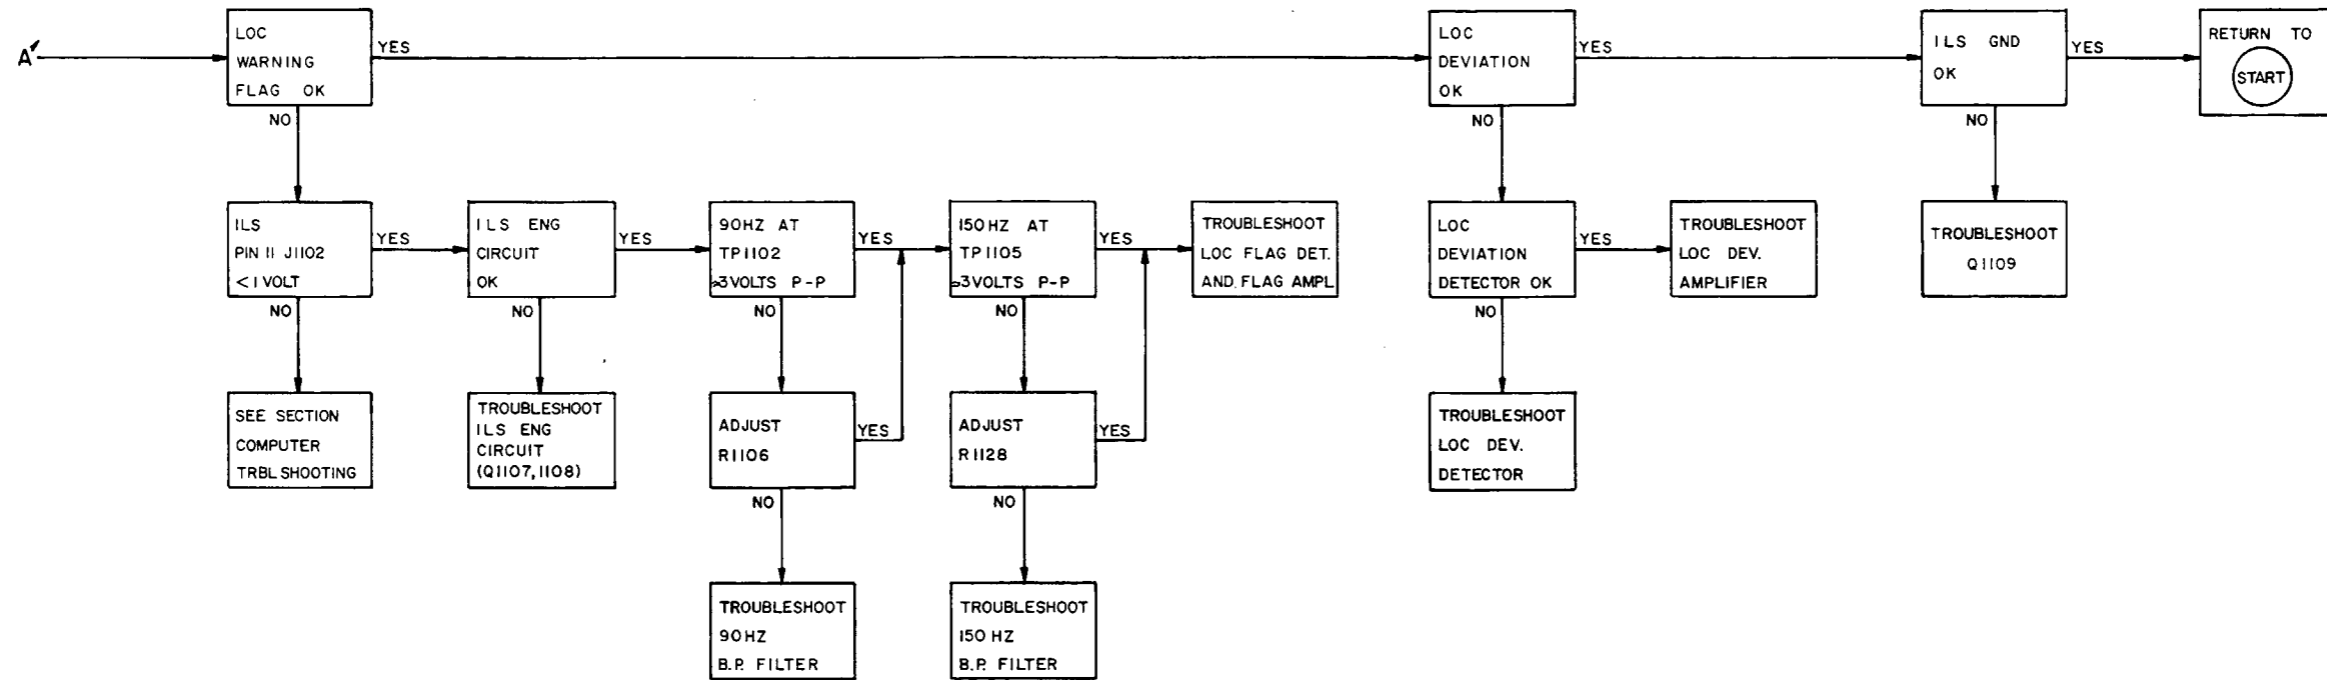 A'
LOC
WARNING
FLAG OK
YES
NO
LOC
DEVIATION
OK
YES
NO
ILS GND
OK
YES
NO
RETURN TO
START
ILS
PIN 11 J1102
< 1 VOLT
YES
NO
ILS ENG
CIRCUIT
OK
YES
NO
90HZ AT
TP1102
3VOLTS P-P
YES
NO
150HZ AT
TP1105
3VOLTS P-P
YES
NO
TROUBLESHOOT
LOC FLAG DET.
AND. FLAG AMPL
LOC
DEVIATION
DETECTOR OK
YES
NO
TROUBLESHOOT
LOC DEV.
AMPLIFIER
TROUBLESHOOT
Q1109
SEE SECTION
COMPUTER
TRBL SHOOTING
TROUBLESHOOT
ILS ENG
CIRCUIT
(Q1107,1108)
ADJUST
R1106
YES
NO
ADJUST
R1128
YES
NO
TROUBLESHOOT
LOC DEV.
DETECTOR
TROUBLESHOOT
90HZ
B.P. FILTER
TROUBLESHOOT
150 HZ
B.P. FILTER